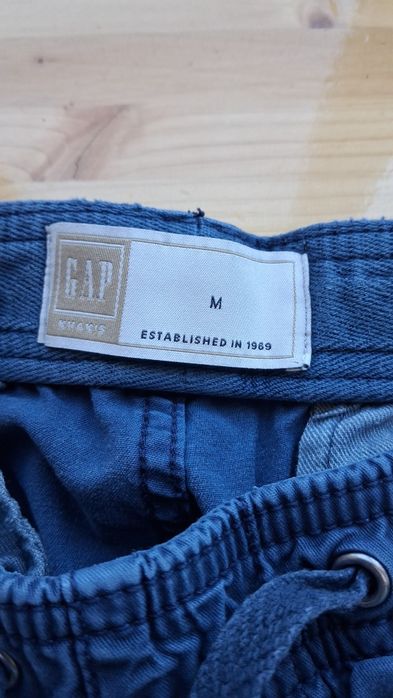 GAP
KHAKIS
M
ESTABLISHED IN 1969